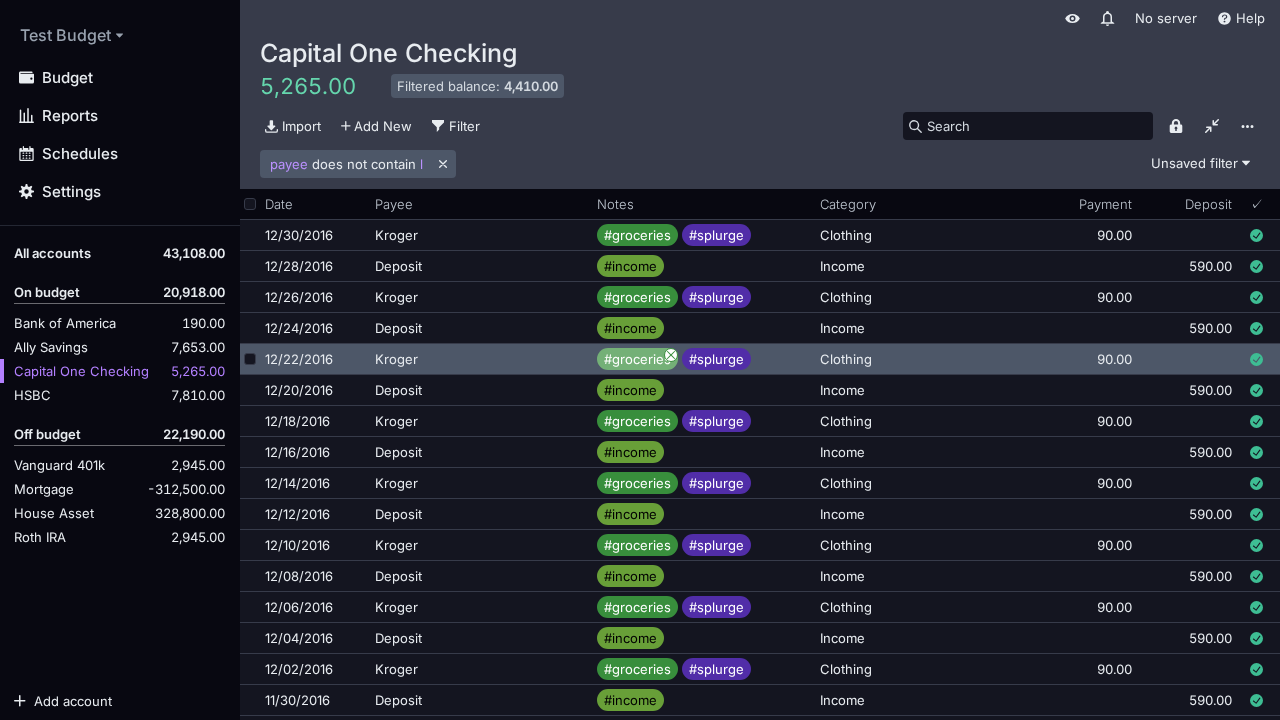 Test Budget
Budget
Reports
Schedules
Settings
All accounts 43,108.00
On budget 20,918.00
Bank of America 190.00
Ally Savings 7,653.00
Capital One Checking 5,265.00
HSBC 7,810.00
Off budget 22,190.00
Vanguard 401k 2,945.00
Mortgage -312,500.00
House Asset 328,800.00
Roth IRA 2,945.00
Add account
No server Help
Capital One Checking
5,265.00 Filtered balance: 4,410.00
Import Add New Filter Search
payee does not contain Unsaved filter
Date Payee Notes Category Payment Deposit ✓
12/30/2016 Kroger #groceries #splurge Clothing 90.00
12/28/2016 Deposit #income Income 590.00
12/26/2016 Kroger #groceries #splurge Clothing 90.00
12/24/2016 Deposit #income Income 590.00
12/22/2016 Kroger #groceries #splurge Clothing 90.00
12/20/2016 Deposit #income Income 590.00
12/18/2016 Kroger #groceries #splurge Clothing 90.00
12/16/2016 Deposit #income Income 590.00
12/14/2016 Kroger #groceries #splurge Clothing 90.00
12/12/2016 Deposit #income Income 590.00
12/10/2016 Kroger #groceries #splurge Clothing 90.00
12/08/2016 Deposit #income Income 590.00
12/06/2016 Kroger #groceries #splurge Clothing 90.00
12/04/2016 Deposit #income Income 590.00
12/02/2016 Kroger #groceries #splurge Clothing 90.00
11/30/2016 Deposit #income Income 590.00